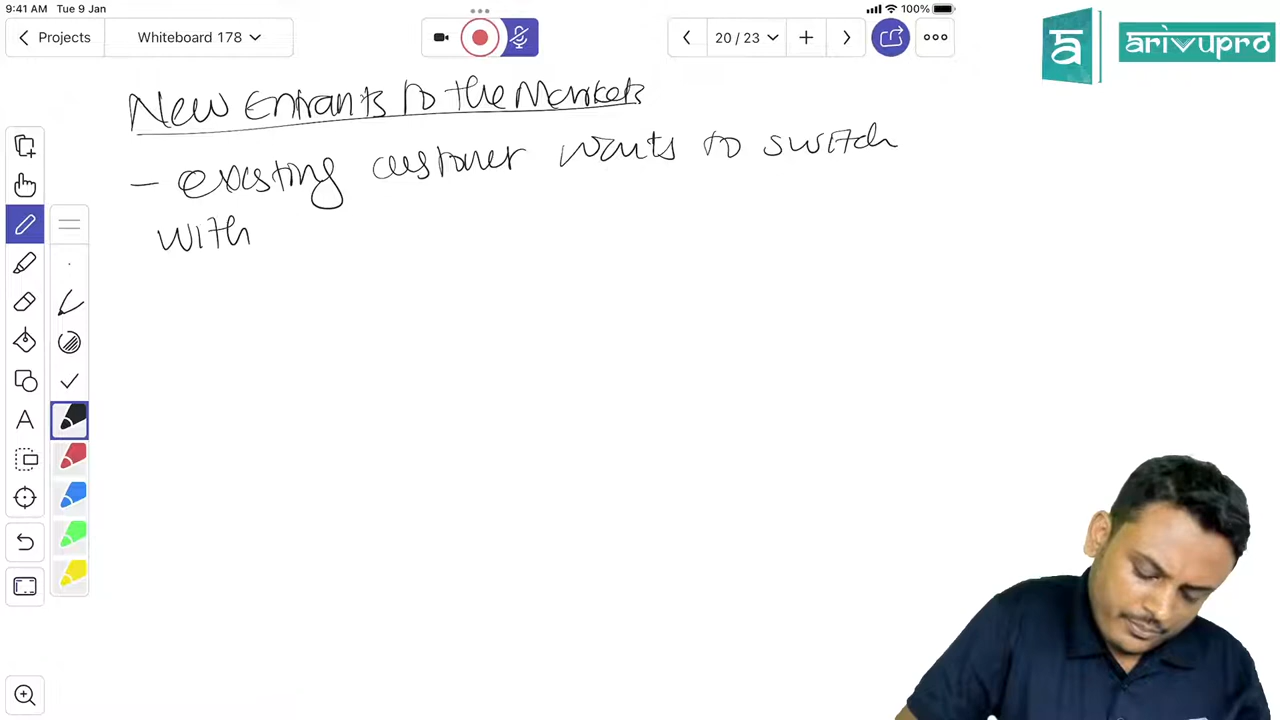 9:41 AM Tue 9 Jan
100%
Projects
Whiteboard 178
20 / 23
ā
arivupro
New Entrants to the Markets
- existing customer wants to switch
with
A